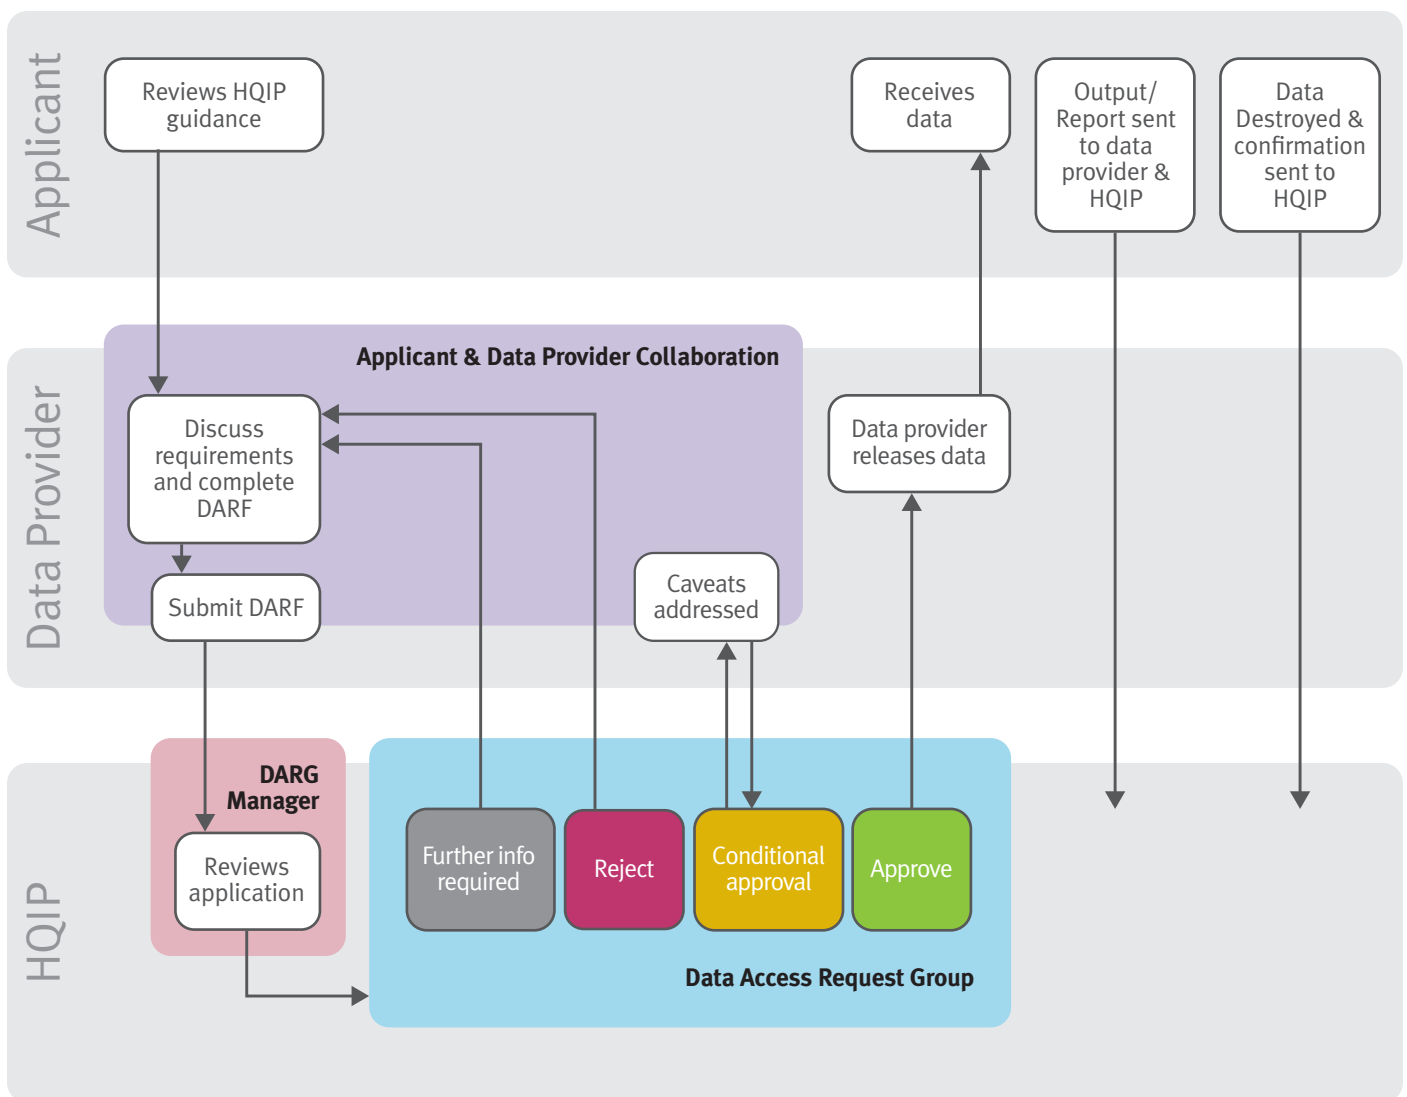 Applicant
Reviews HQIP
guidance
Receives
data
Output/
Report sent
to data
provider &
HQIP
Data
Destroyed &
confirmation
sent to
HQIP
Data Provider
Applicant & Data Provider Collaboration
Discuss
requirements
and complete
DARF
Submit DARF
Caveats
addressed
Data provider
releases data
HQIP
DARG
Manager
Reviews
application
Further info
required
Reject
Conditional
approval
Approve
Data Access Request Group